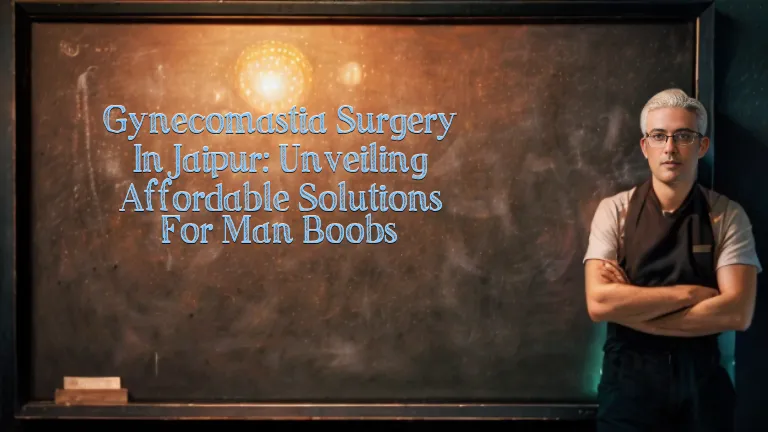 Gynecomastia Surgery
In Jaipur: Unveiling
Affordable Solutions
For Man Boobs